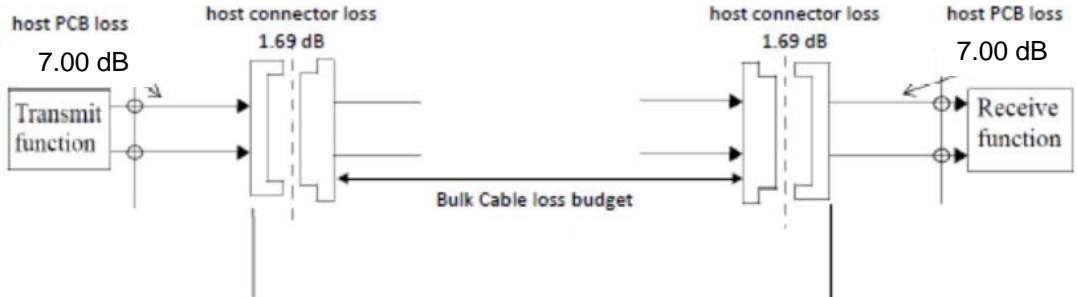 host PCB loss
host connector loss
host connector loss
host PCB loss
7.00 dB
1.69 dB
1.69 dB
7.00 dB
Transmit
function
Receive
function
Bulk Cable loss budget